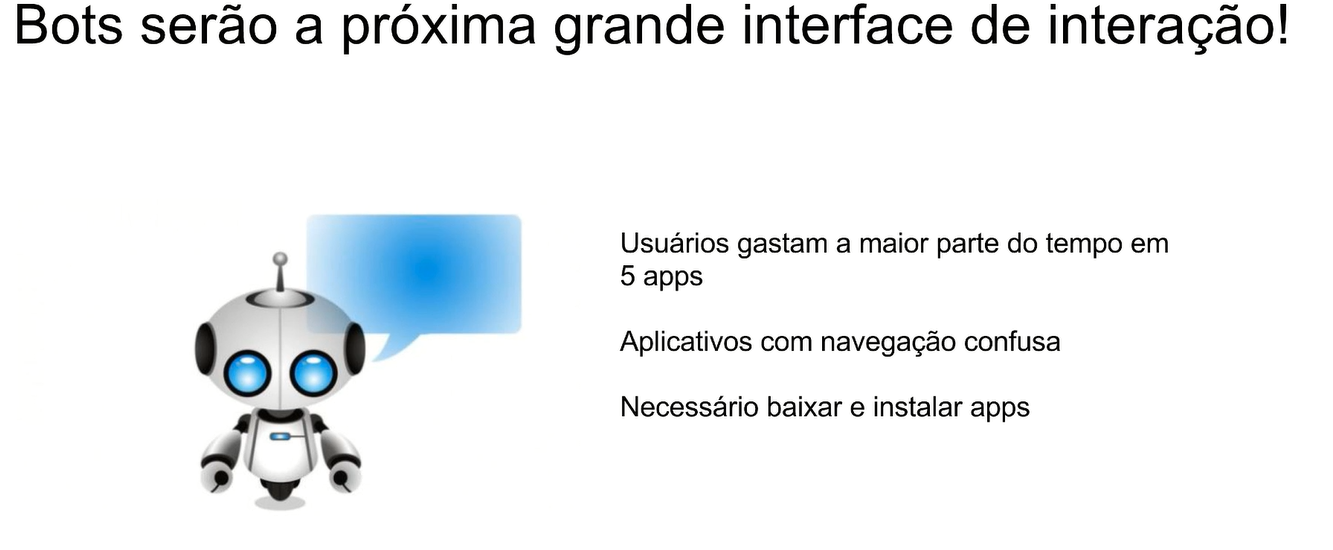 Bots serão a próxima grande interface de interação!
Usuários gastam a maior parte do tempo em
5 apps
Aplicativos com navegação confusa
Necessário baixar e instalar apps